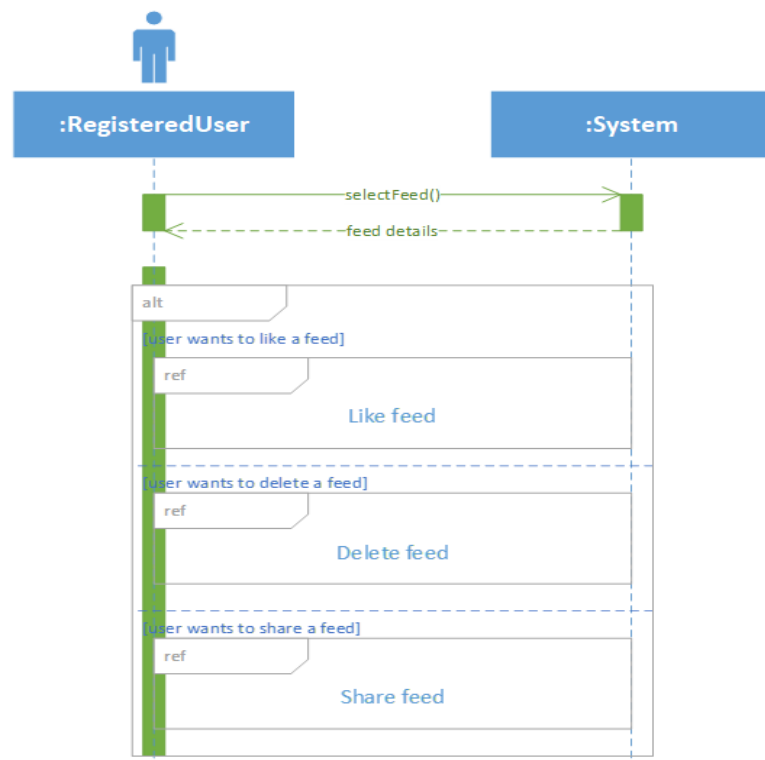 :RegisteredUser
:System
selectFeed()
feed details
alt
[user wants to like a feed]
ref
Like feed
[user wants to delete a feed]
ref
Delete feed
[user wants to share a feed]
ref
Share feed